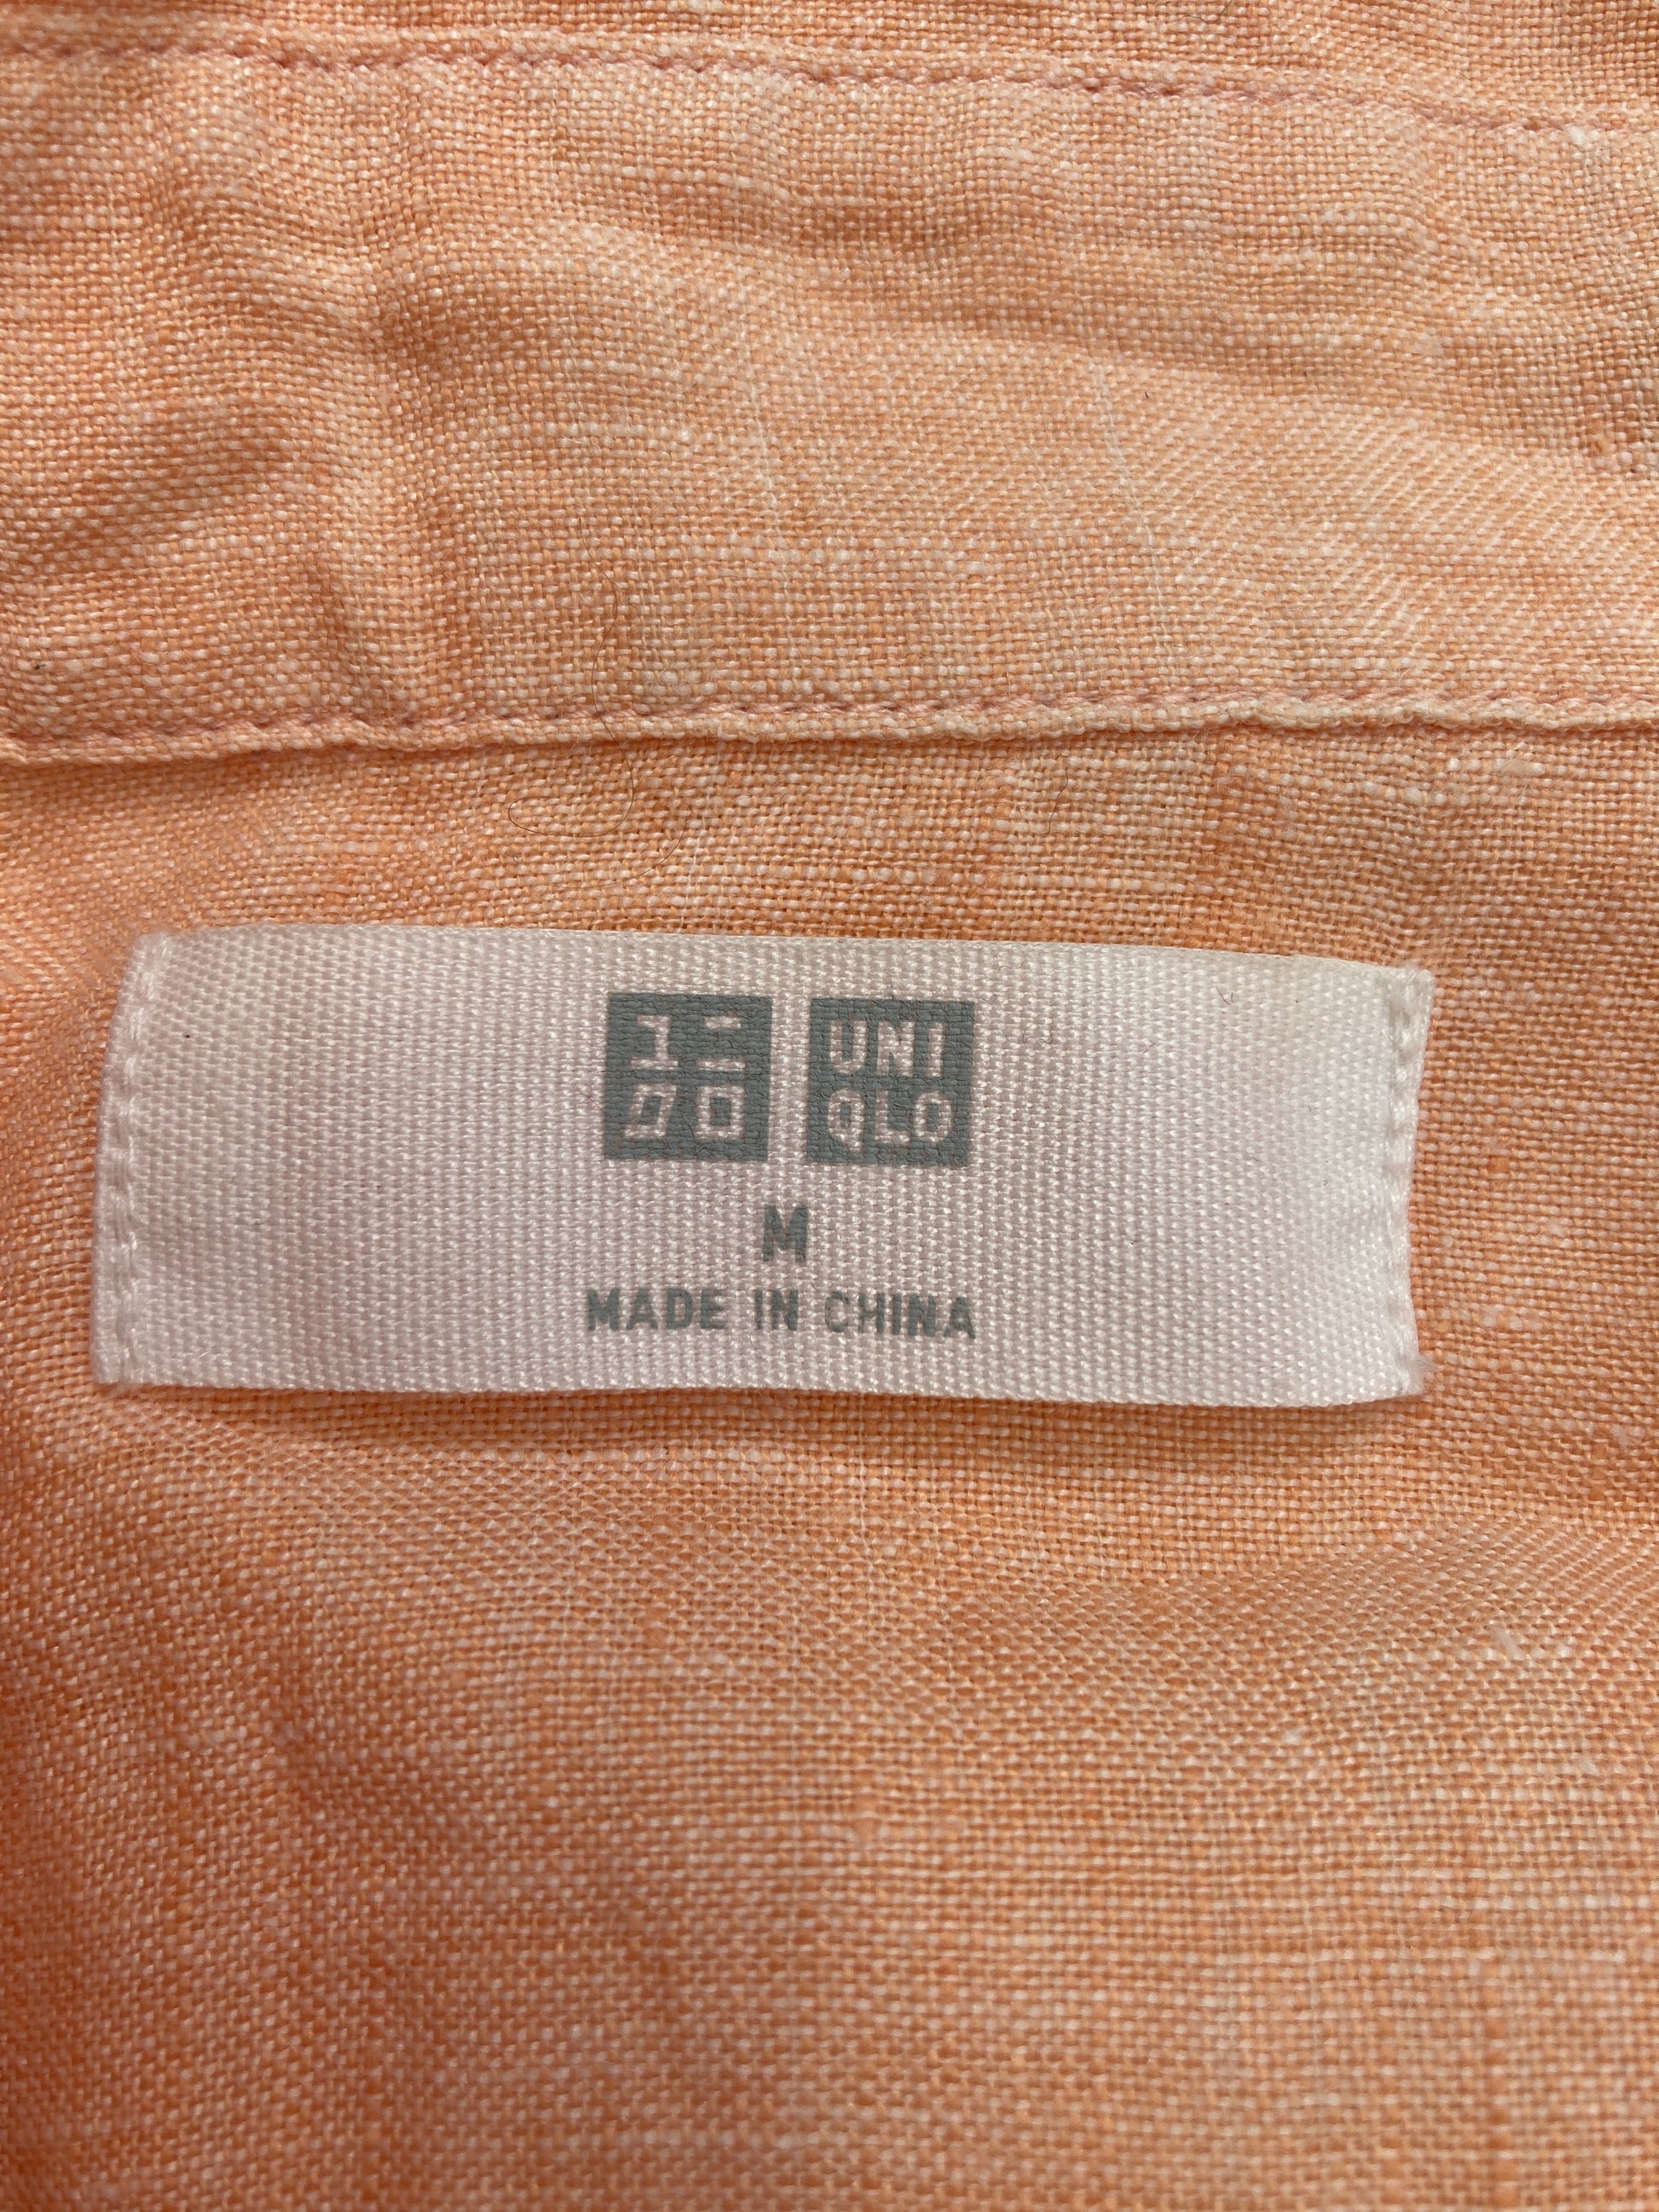 ユニ UNI
クロ QLO
M
MADE IN CHINA